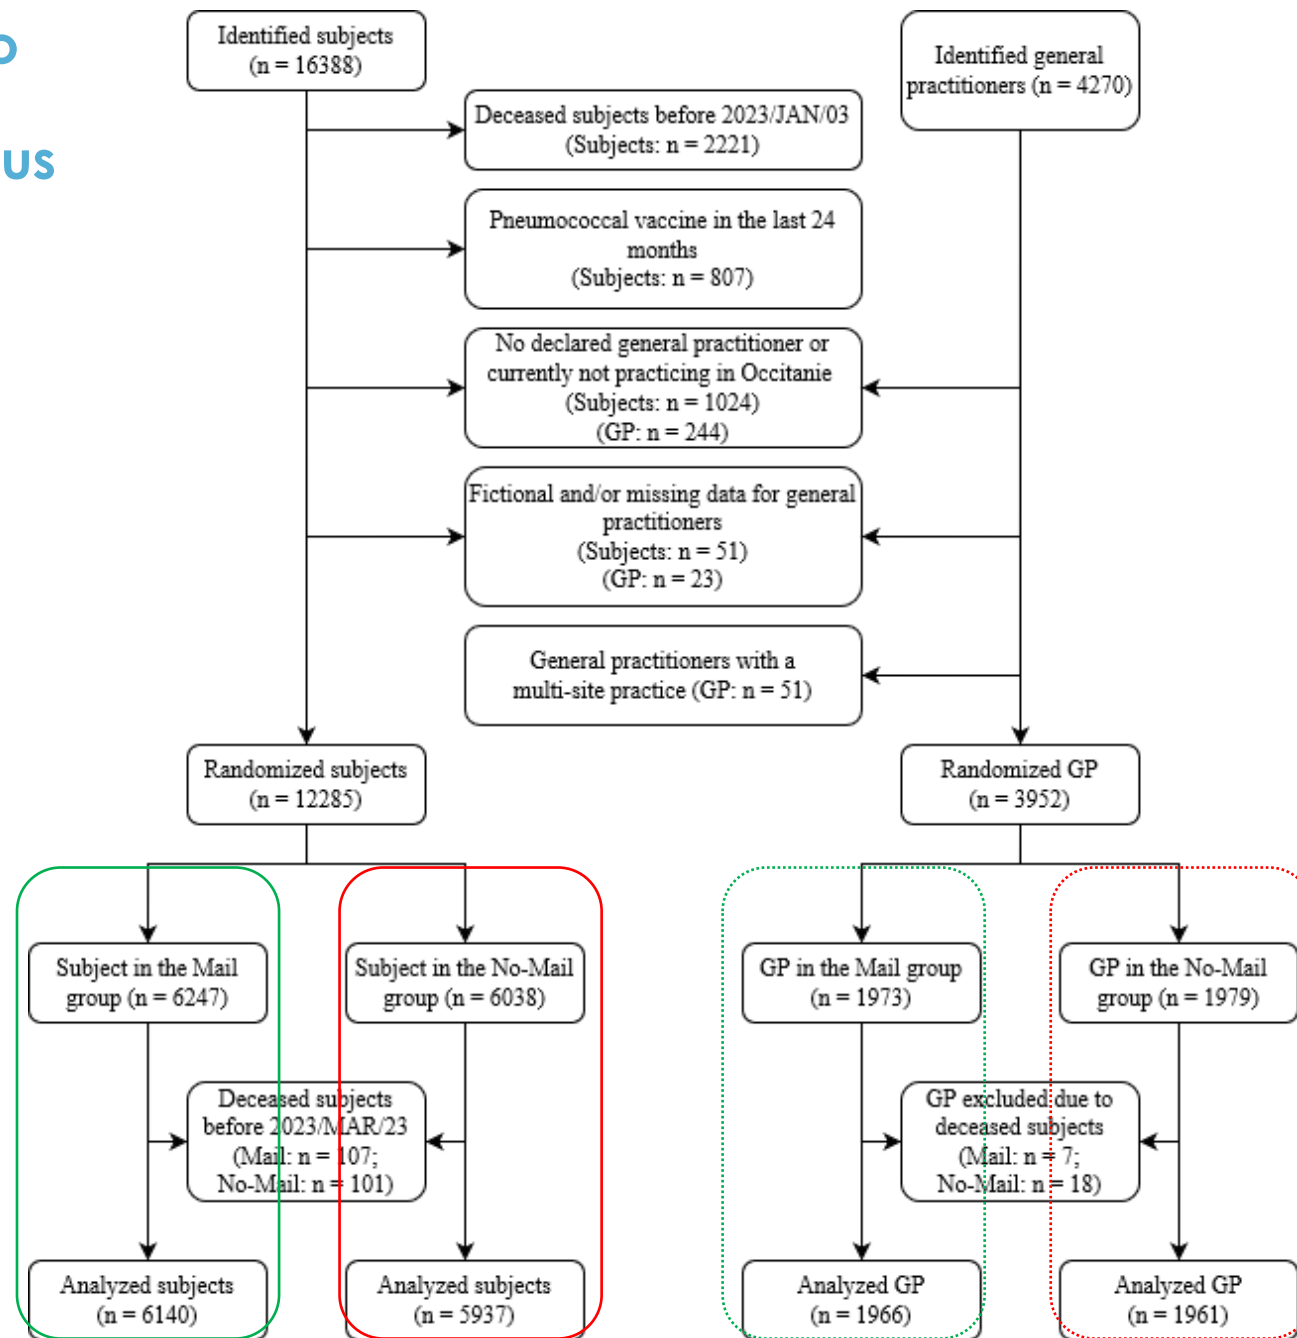 o
us
Identified subjects
(n = 16388)
Identified general
practitioners (n = 4270)
Deceased subjects before 2023/JAN/03
(Subjects: n = 2221)
Pneumococcal vaccine in the last 24
months
(Subjects: n = 807)
No declared general practitioner or
currently not practicing in Occitanie
(Subjects: n = 1024)
(GP: n = 244)
Fictional and/or missing data for general
practitioners
(Subjects: n = 51)
(GP: n = 23)
General practitioners with a
multi-site practice (GP: n = 51)
Randomized subjects
(n = 12285)
Randomized GP
(n = 3952)
Subject in the Mail
group (n = 6247)
Subject in the No-Mail
group (n = 6038)
GP in the Mail group
(n = 1973)
GP in the No-Mail
group (n = 1979)
Deceased subjects
before 2023/MAR/23
(Mail: n = 107;
No-Mail: n = 101)
GP excluded due to
deceased subjects
(Mail: n = 7;
No-Mail: n = 18)
Analyzed subjects
(n = 6140)
Analyzed subjects
(n = 5937)
Analyzed GP
(n = 1966)
Analyzed GP
(n = 1961)